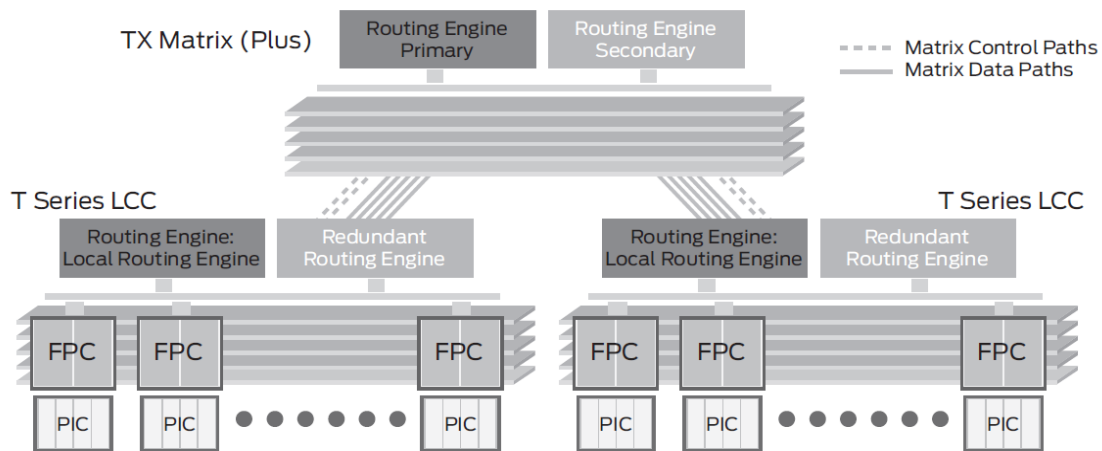 TX Matrix (Plus)
Routing Engine
Primary
Routing Engine
Secondary
Matrix Control Paths
Matrix Data Paths
T Series LCC
T Series LCC
Routing Engine:
Local Routing Engine
Redundant
Routing Engine
Routing Engine:
Local Routing Engine
Redundant
Routing Engine
FPC
FPC
FPC
FPC
FPC
FPC
PIC
PIC
PIC
PIC
PIC
PIC